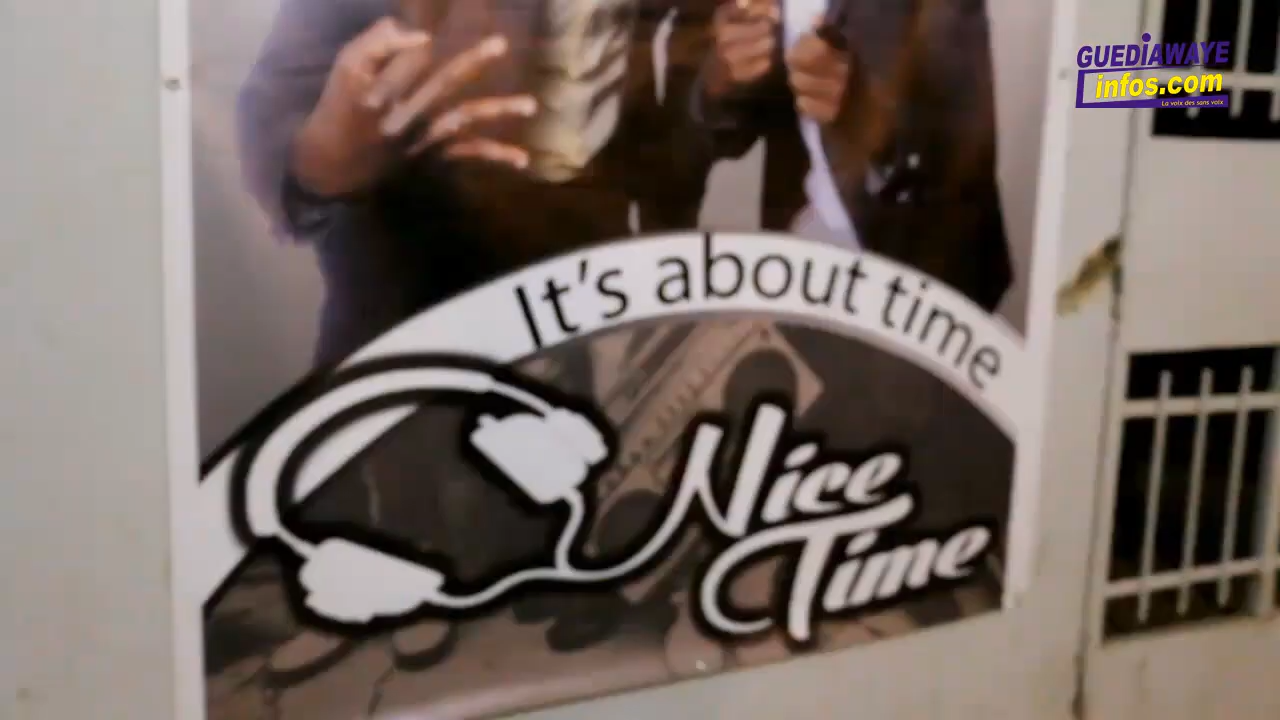 GUEDiAWAYE
infos.com
La voix des sans voix
It's about time
Nice
Time